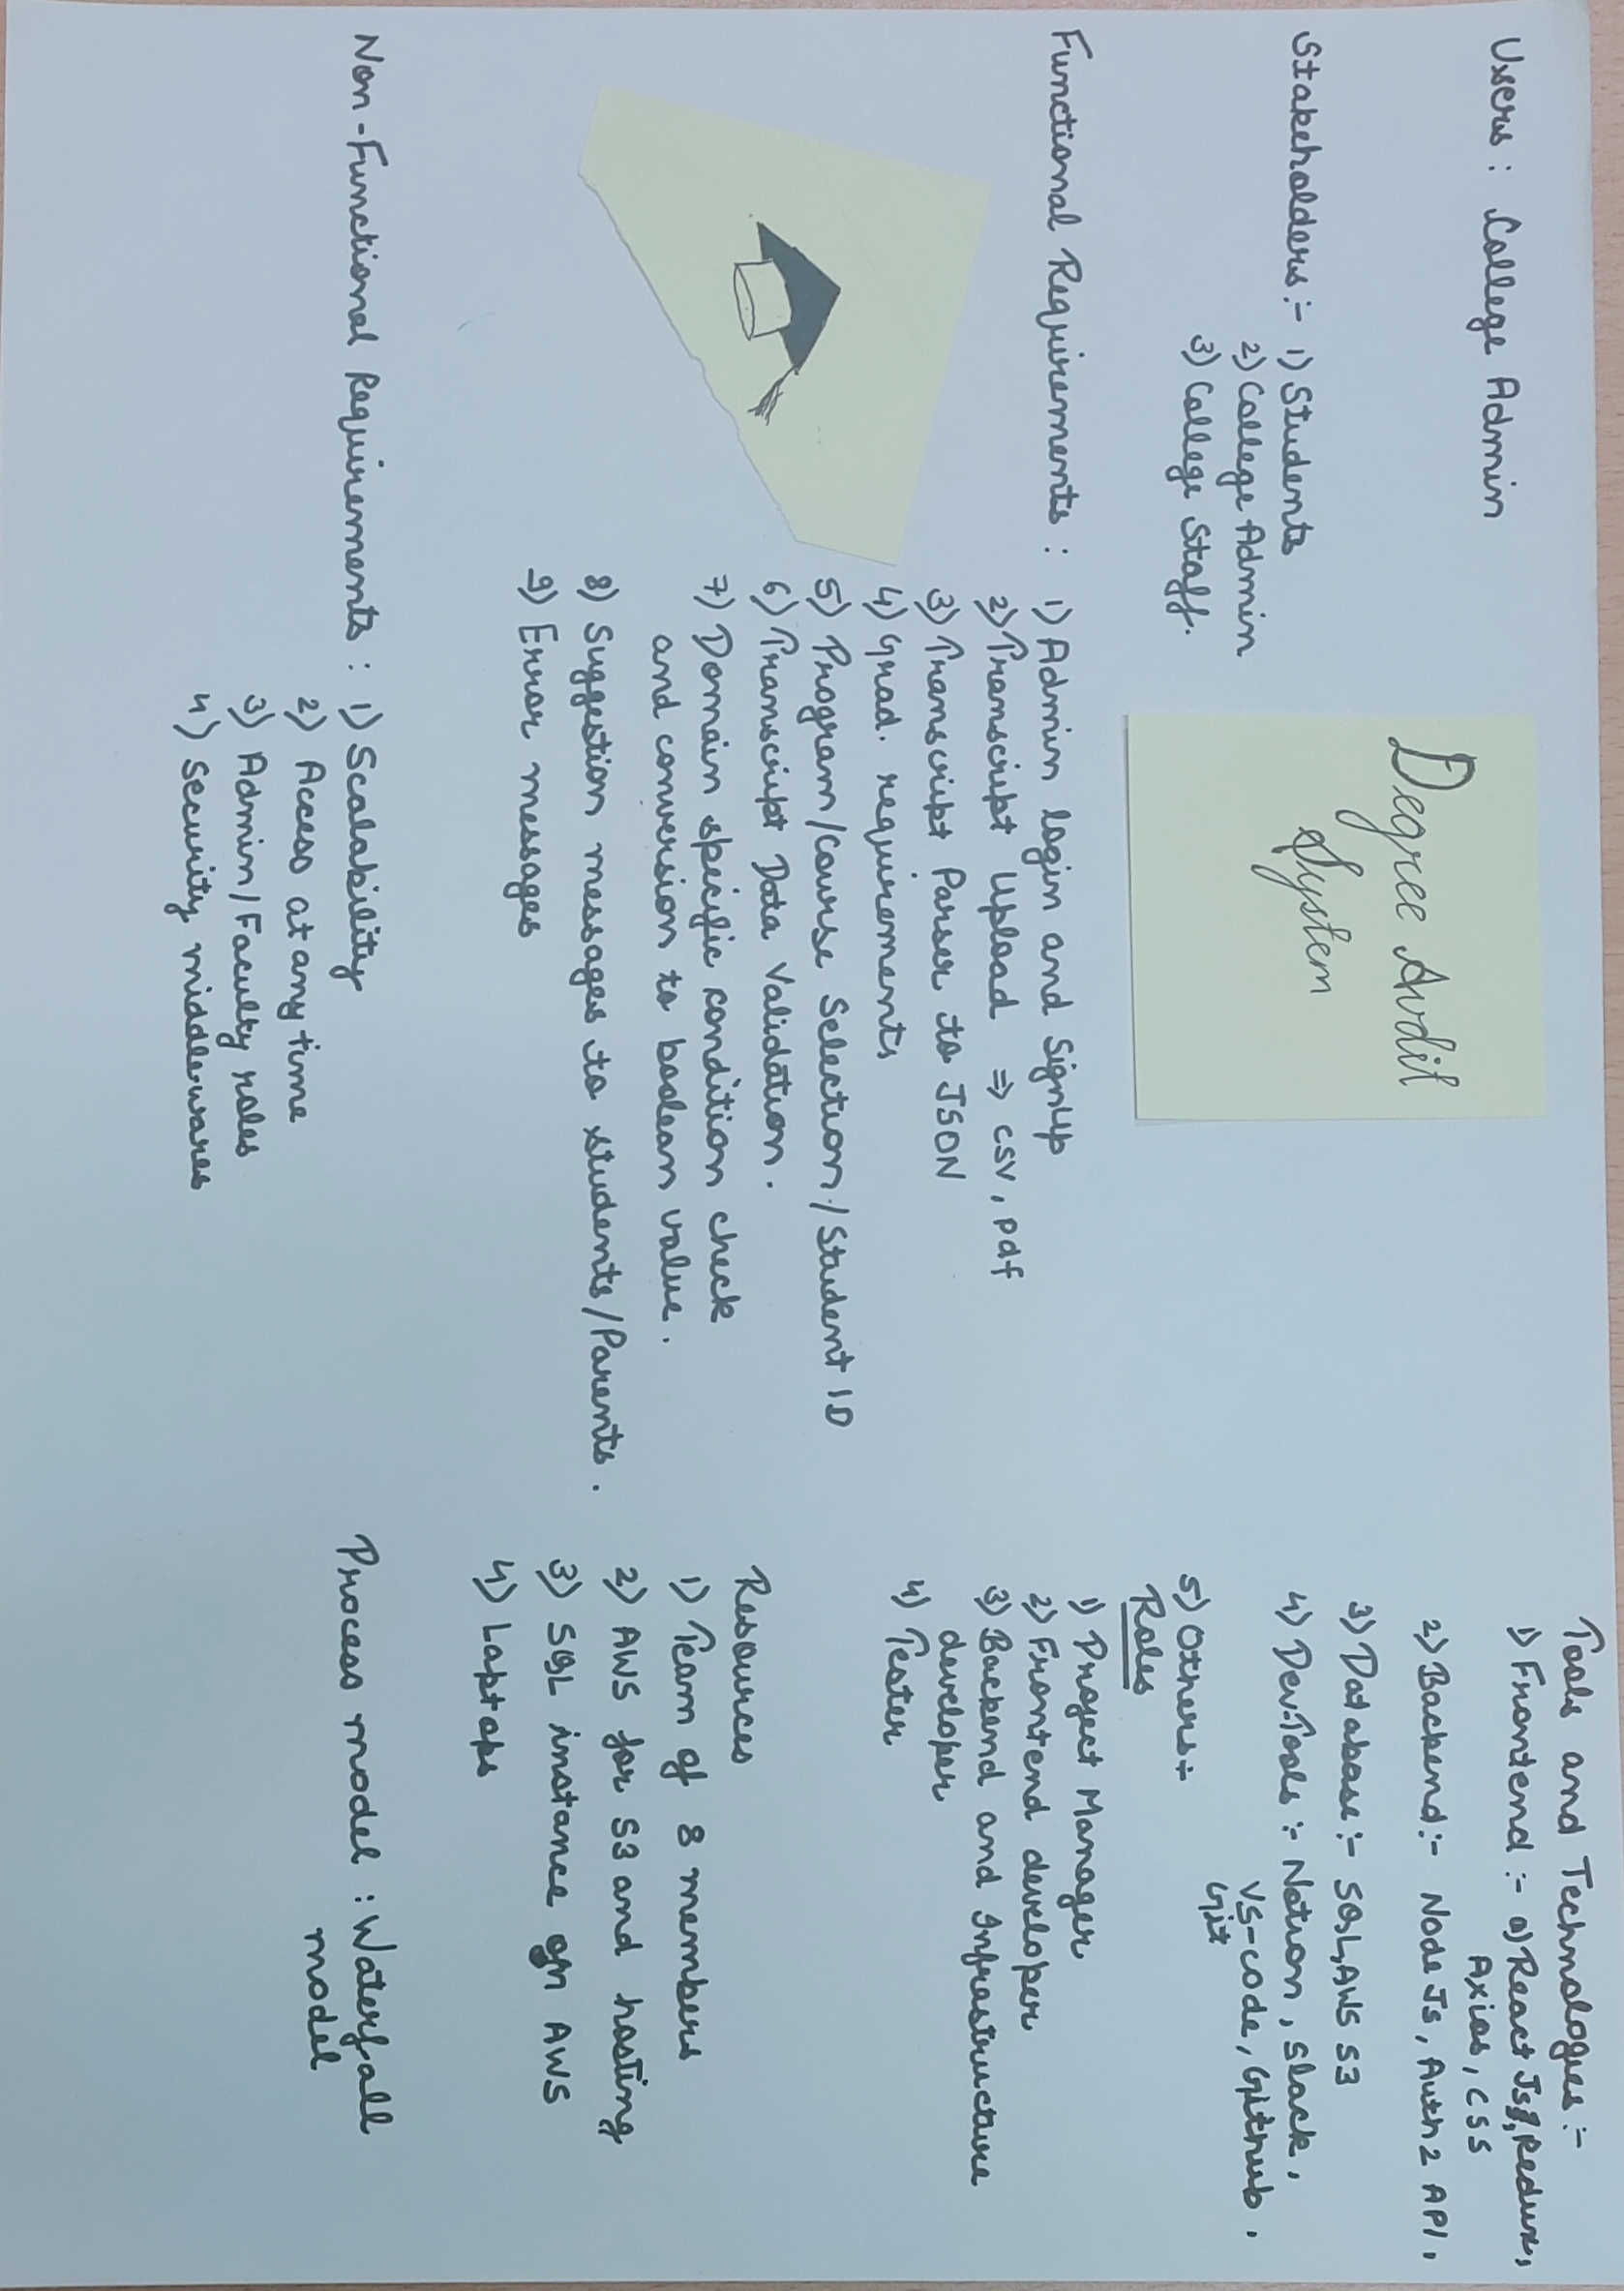 Degree Audit
System
Users : College Admin
Stakeholders:- 1) Students
2) College Admin
3) College Staff.
Functional Requirements : 1) Admin login and SignUp
2) Transcript Upload ⇒ CSV, pdf
3) Transcript Parser to JSON
4) Grad. requirements
5) Program/Course Selection/Student ID
6) Transcript Data Validation.
7) Domain specific condition check
and conversion to boolean value.
8) Suggestion messages to students/Parents.
9) Error messages
Non-Functional Requirements : 1) Scalability
2) Access at any time
3) Admin/Faculty roles
4) Security middlewares
Tools and Technologies :-
1) Frontend :- a) React Js, Redux,
Axios, CSS
2) Backend :- Node Js, Auth2 API.
3) Database :- SQL, AWS S3
4) Dev.Tools :- Notion, Slack,
VS-code, Github.
Git
5) Others :-
Roles
1) Project Manager
2) Frontend developer
3) Backend and Infrastructure
developer
4) Tester
Resources
1) Team of 8 members
2) AWS for S3 and hosting
3) SQL instance on AWS
4) Laptops
Process model : Waterfall
model